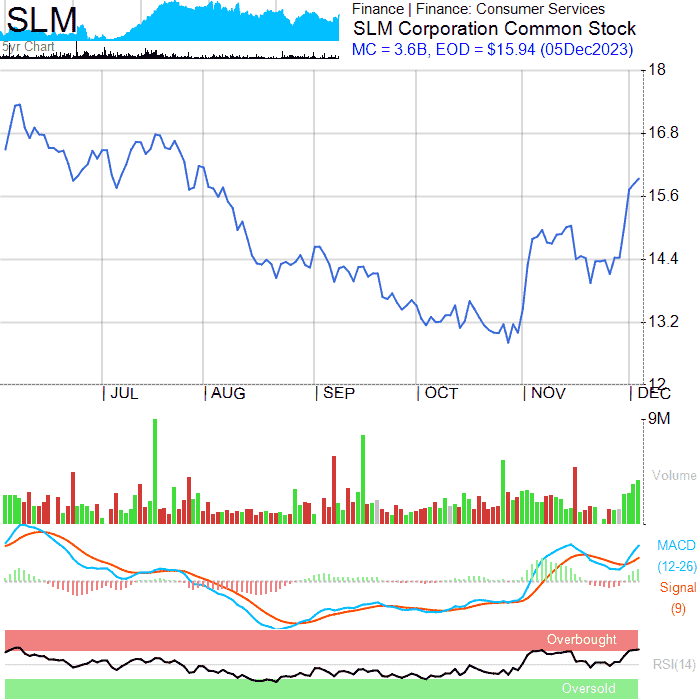 SLM
5yr Chart
Finance | Finance: Consumer Services
SLM Corporation Common Stock
MC = 3.6B, EOD = $15.94 (05Dec2023)
18
16.8
15.6
14.4
13.2
12
JUL
AUG
SEP
OCT
NOV
DEC
9M
Volume
MACD
(12-26)
Signal
(9)
Overbought
RSI(14)
Oversold